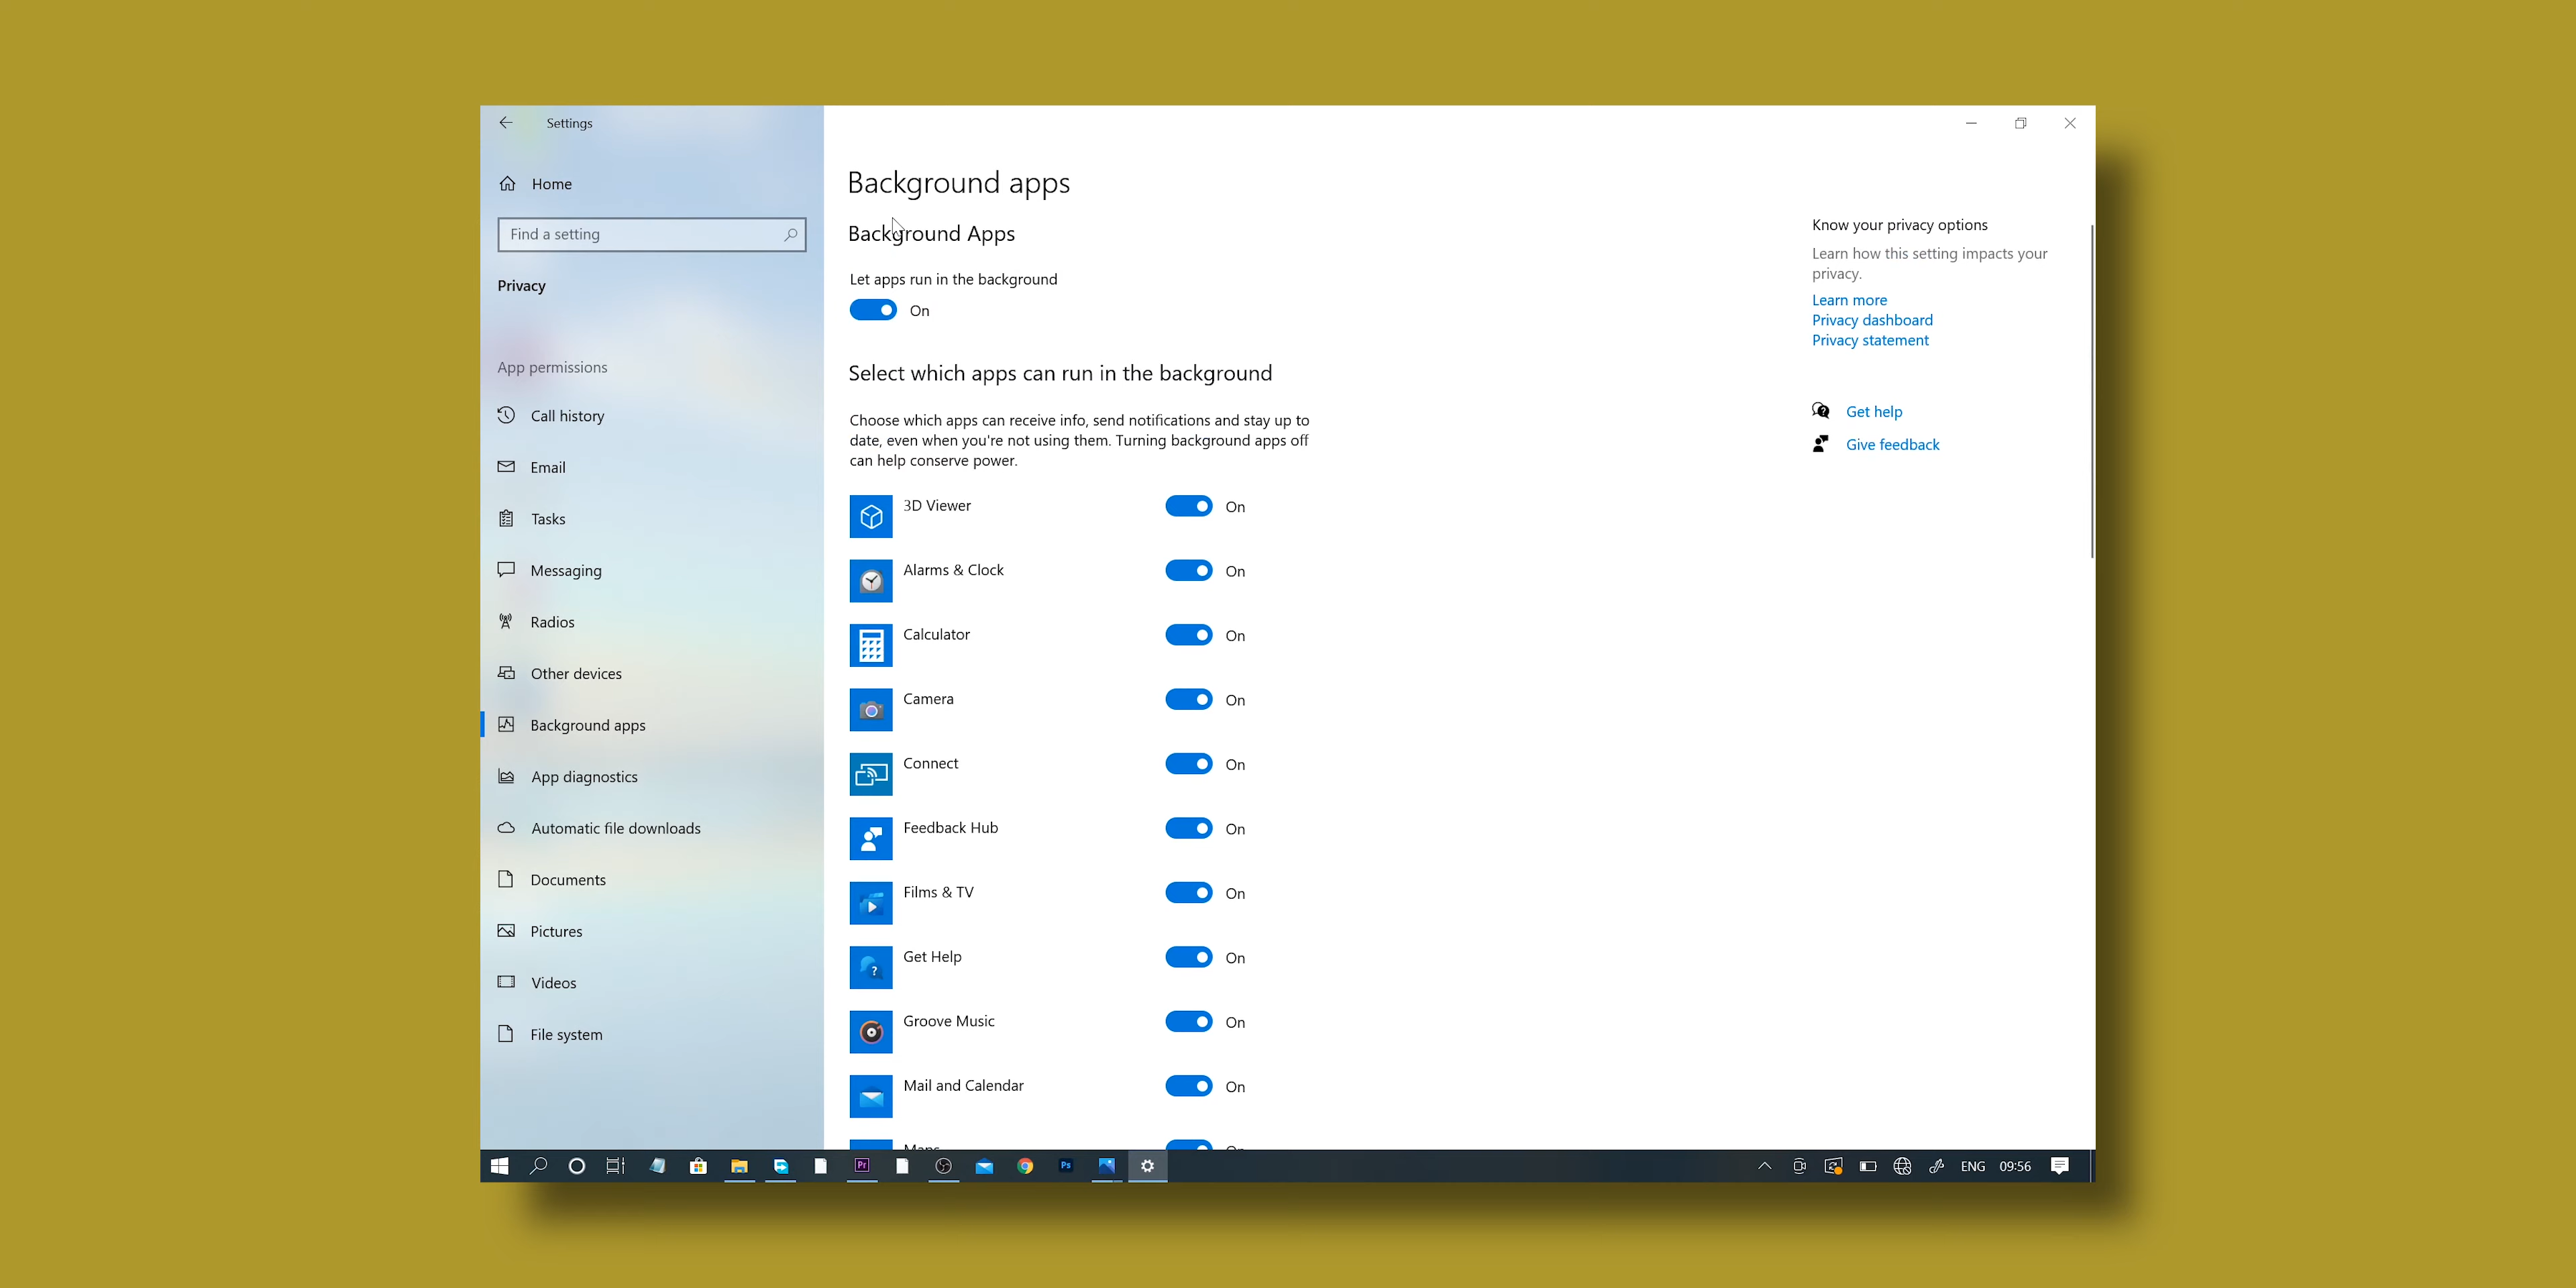 Settings
Home
Find a setting
Privacy
App permissions
Call history
Email
Tasks
Messaging
Radios
Other devices
Background apps
App diagnostics
Automatic file downloads
Documents
Pictures
Videos
File system
Background apps
Background Apps
Let apps run in the background
On
Select which apps can run in the background
Choose which apps can receive info, send notifications and stay up to
date, even when you're not using them. Turning background apps off
can help conserve power.
3D Viewer On
Alarms & Clock On
Calculator On
Camera On
Connect On
Feedback Hub On
Films & TV On
Get Help On
Groove Music On
Mail and Calendar On
Maps On
Know your privacy options
Learn how this setting impacts your
privacy.
Learn more
Privacy dashboard
Privacy statement
Get help
Give feedback
Pr
Ps
ENG 09:56